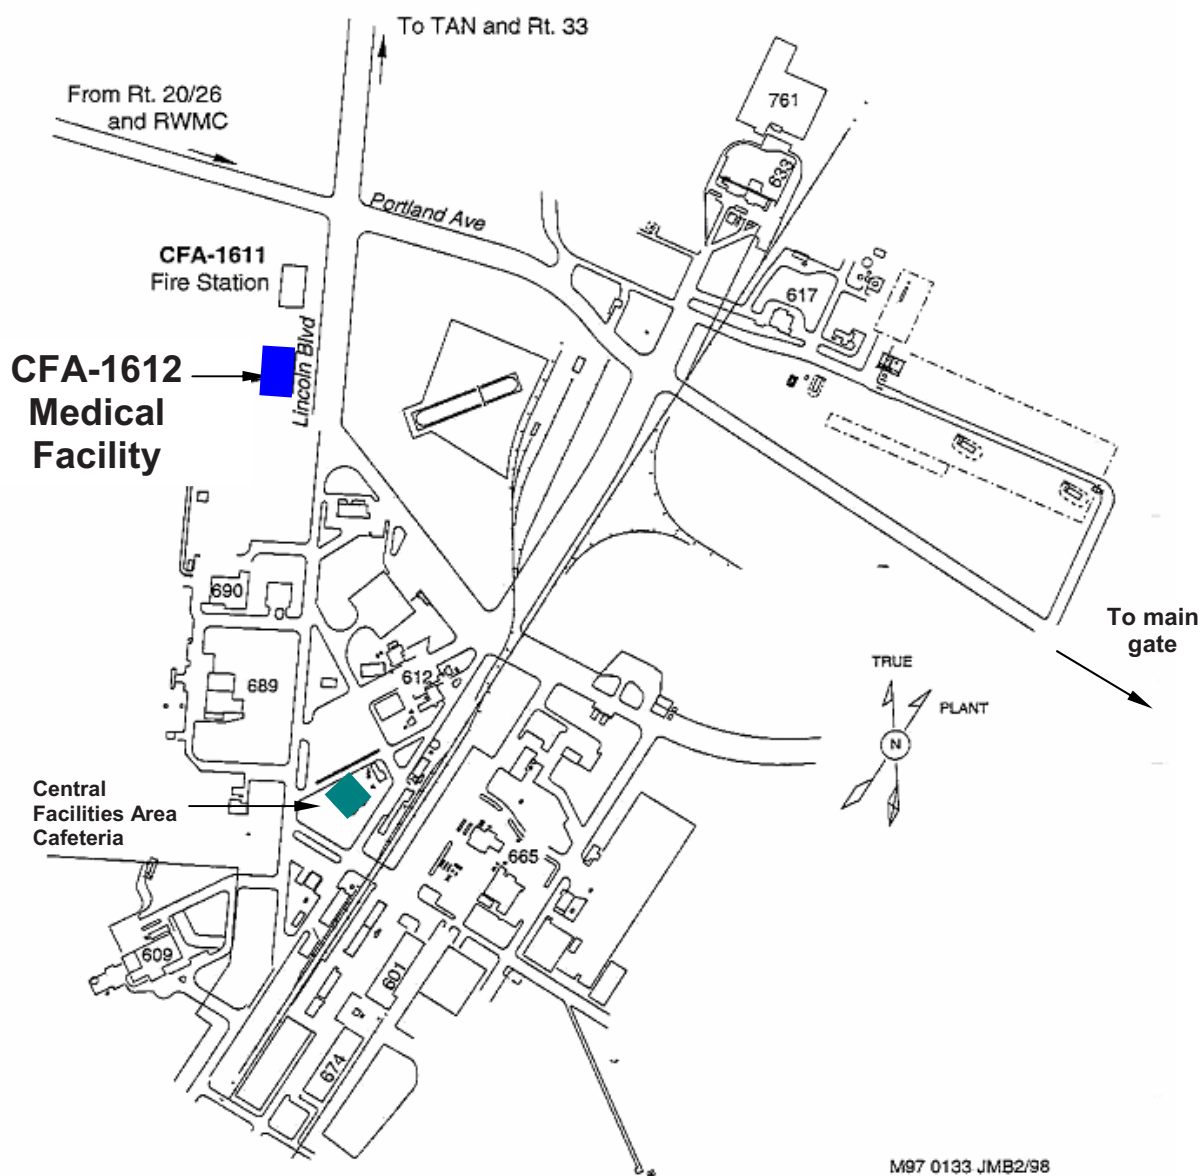 To TAN and Rt. 33
From Rt. 20/26
and RWMC
761
633
Portland Ave
CFA-1611
Fire Station
617
Lincoln Blvd
CFA-1612
Medical
Facility
690
To main
gate
TRUE
612
689
PLANT
N
Central
Facilities Area
Cafeteria
665
609
601
674
M97 0133 JMB2/98